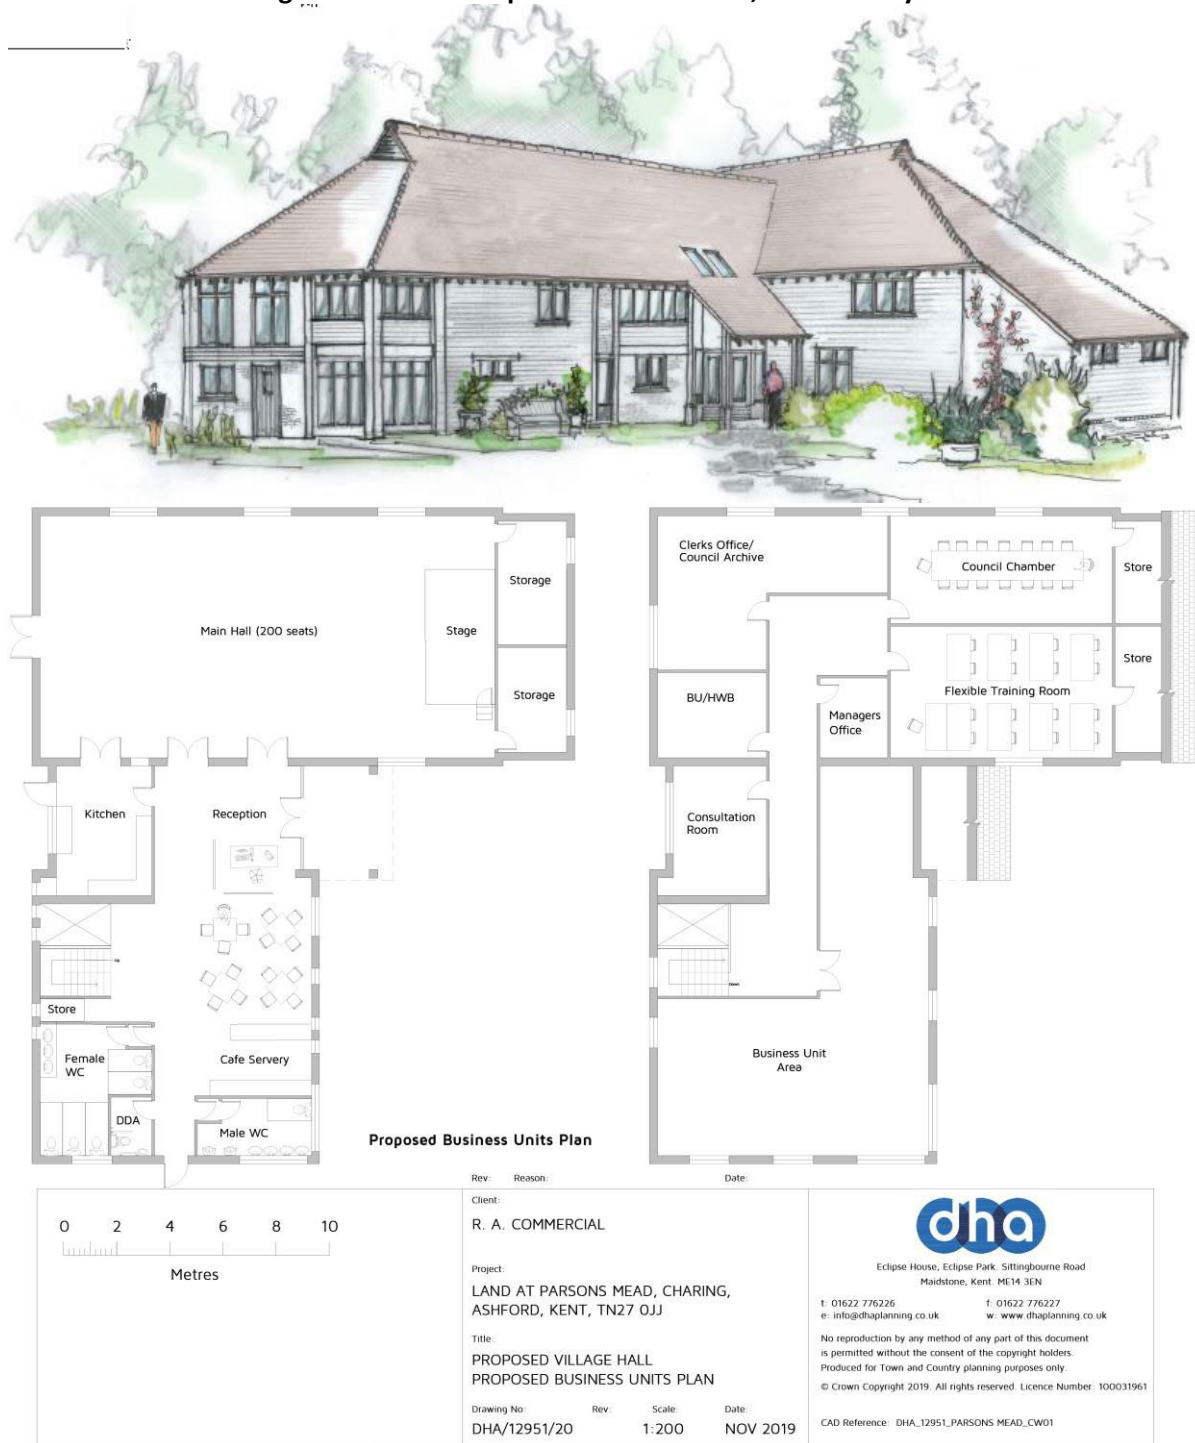 Main Hall (200 seats)
Stage
Storage
Storage
Kitchen
Reception
Store
Female
WC
DDA
Cafe Servery
Male WC
Up
Clerks Office/
Council Archive
Council Chamber
Store
Flexible Training Room
Store
BU/HWB
Managers
Office
Consultation
Room
Down
Business Unit
Area
Proposed Business Units Plan
Rev: Reason: Date:
0 2 4 6 8 10
Metres
Client:
R. A. COMMERCIAL
Project:
LAND AT PARSONS MEAD, CHARING,
ASHFORD, KENT, TN27 0JJ
Title:
PROPOSED VILLAGE HALL
PROPOSED BUSINESS UNITS PLAN
Drawing No: Rev: Scale: Date:
DHA/12951/20 1:200 NOV 2019
dha
Eclipse House, Eclipse Park, Sittingbourne Road
Maidstone, Kent. ME14 3EN
t: 01622 776226 f: 01622 776227
e: info@dhaplanning.co.uk w: www.dhaplanning.co.uk
No reproduction by any method of any part of this document
is permitted without the consent of the copyright holders.
Produced for Town and Country planning purposes only.
© Crown Copyright 2019. All rights reserved. Licence Number: 100031961
CAD Reference: DHA_12951_PARSONS MEAD_CW01